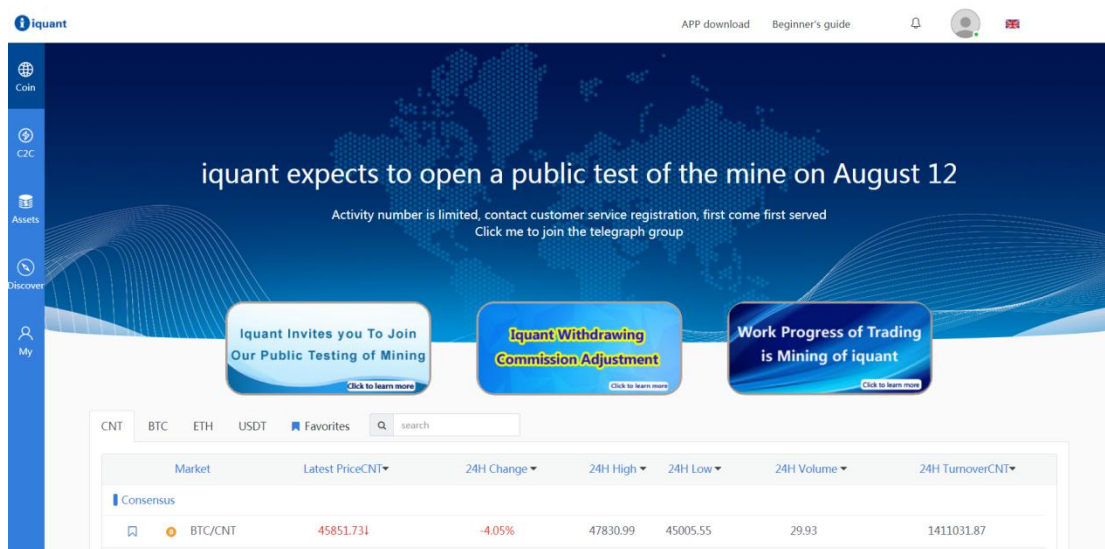 iquant
APP download Beginner's guide
Coin
C2C
Assets
Discover
My
iquant expects to open a public test of the mine on August 12
Activity number is limited, contact customer service registration, first come first served
Click me to join the telegraph group
Iquant Invites you To Join
Our Public Testing of Mining
Click to learn more
Iquant Withdrawing
Commission Adjustment
Click to learn more
Work Progress of Trading
is Mining of iquant
Click to learn more
CNT BTC ETH USDT Favorites search
Market Latest PriceCNT 24H Change 24H High 24H Low 24H Volume 24H TurnoverCNT
Consensus
BTC/CNT 45851.73↓ -4.05% 47830.99 45005.55 29.93 1411031.87